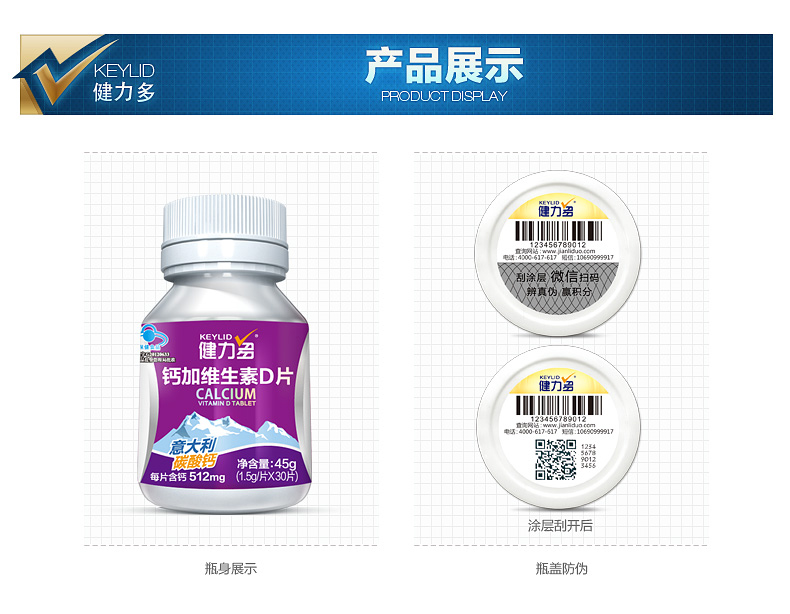 KEYLID
健力多
产品展示
PRODUCT DISPLAY
KEYLID
健力多
钙加维生素D片
CALCIUM
VITAMIN D TABLET
意大利
碳酸钙
每片含钙 512mg
净含量:45g
(1.5g/片X30片)
瓶身展示
KEYLID
健力多
123456789012
查询网站:www.jianliduo.com
电话:4000-617-617 短信:10690999917
刮涂层 微信扫码
辨真伪 赢积分
KEYLID
健力多
123456789012
查询网站:www.jianliduo.com
电话:4000-617-617 短信:10690999917
1234
5678
9012
3456
涂层刮开后
瓶盖防伪